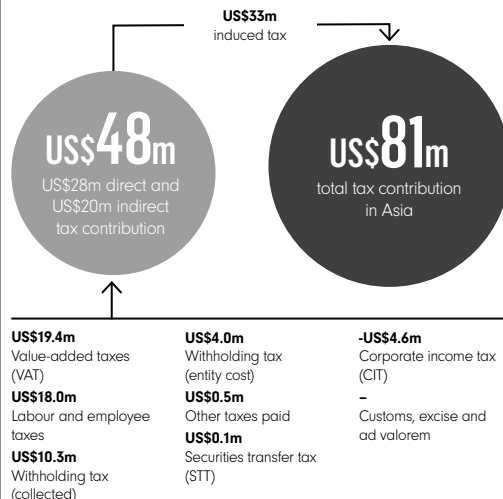 US$33m
induced tax
US$48m
US$28m direct and
US$20m indirect
tax contribution
US$81m
total tax contribution
in Asia
US$19.4m
Value-added taxes
(VAT)
US$18.0m
Labour and employee
taxes
US$10.3m
Withholding tax
(collected)
US$4.0m
Withholding tax
(entity cost)
US$0.5m
Other taxes paid
US$0.1m
Securities transfer tax
(STT)
-US$4.6m
Corporate income tax
(CIT)
–
Customs, excise and
ad valorem